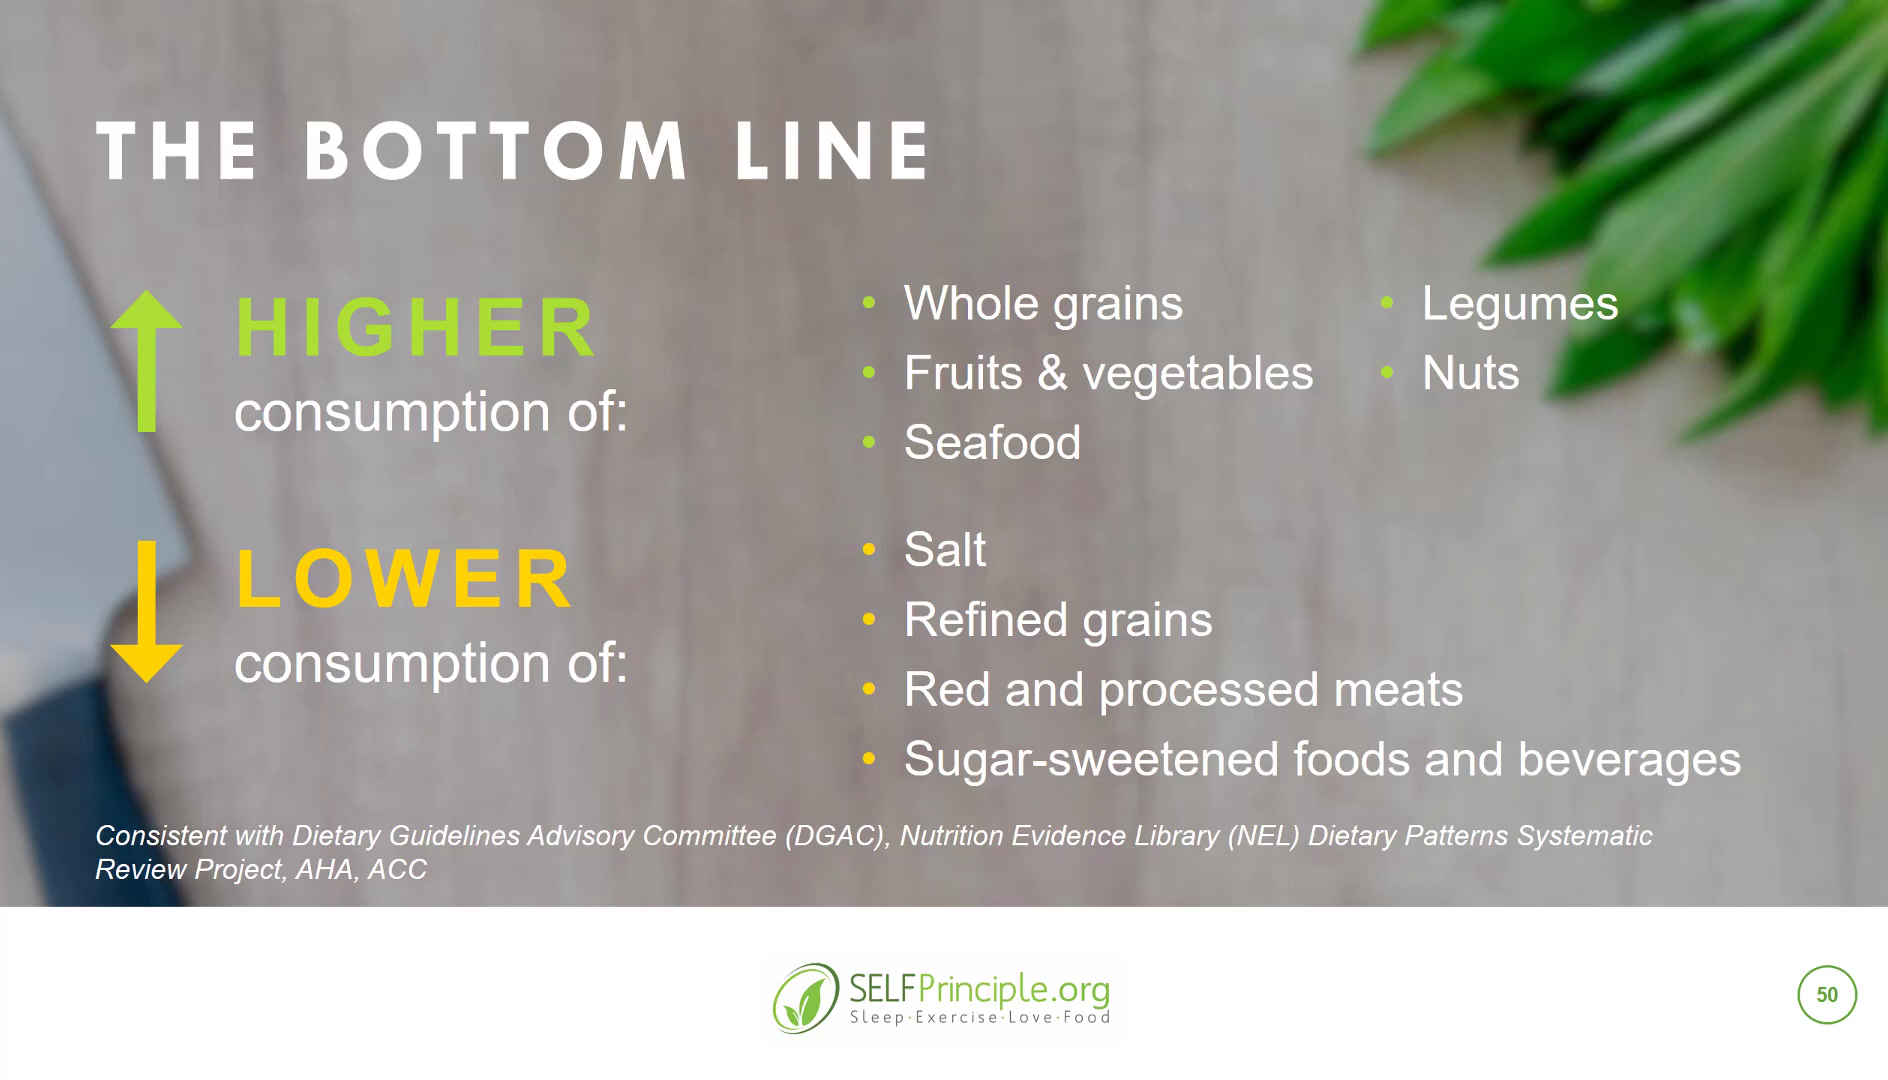 THE BOTTOM LINE
HIGHER
consumption of:
• Whole grains
• Fruits & vegetables
• Seafood
• Legumes
• Nuts
LOWER
consumption of:
• Salt
• Refined grains
• Red and processed meats
• Sugar-sweetened foods and beverages
Consistent with Dietary Guidelines Advisory Committee (DGAC), Nutrition Evidence Library (NEL) Dietary Patterns Systematic
Review Project, AHA, ACC
SELFPrinciple.org
Sleep·Exercise·Love·Food
50